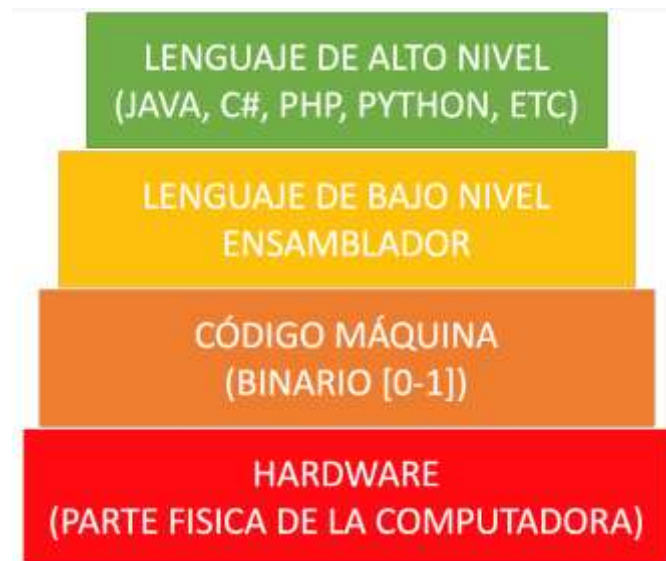 LENGUAJE DE ALTO NIVEL
(JAVA, C#, PHP, PYTHON, ETC)
LENGUAJE DE BAJO NIVEL
ENSAMBLADOR
CÓDIGO MÁQUINA
(BINARIO [0-1])
HARDWARE
(PARTE FISICA DE LA COMPUTADORA)